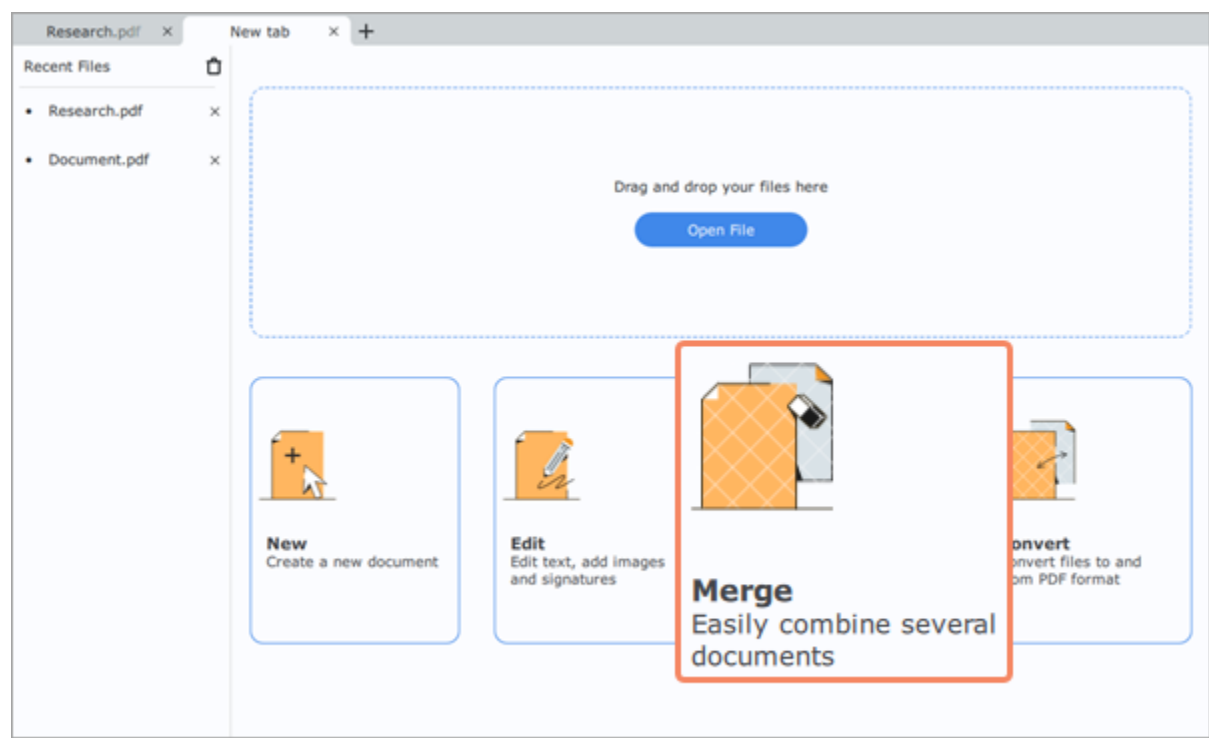 Research.pdf
New tab
Recent Files
Research.pdf
Document.pdf
Drag and drop your files here
Open File
New
Create a new document
Edit
Edit text, add images
and signatures
Merge
Easily combine several
documents
onvert
onvert files to and
om PDF format